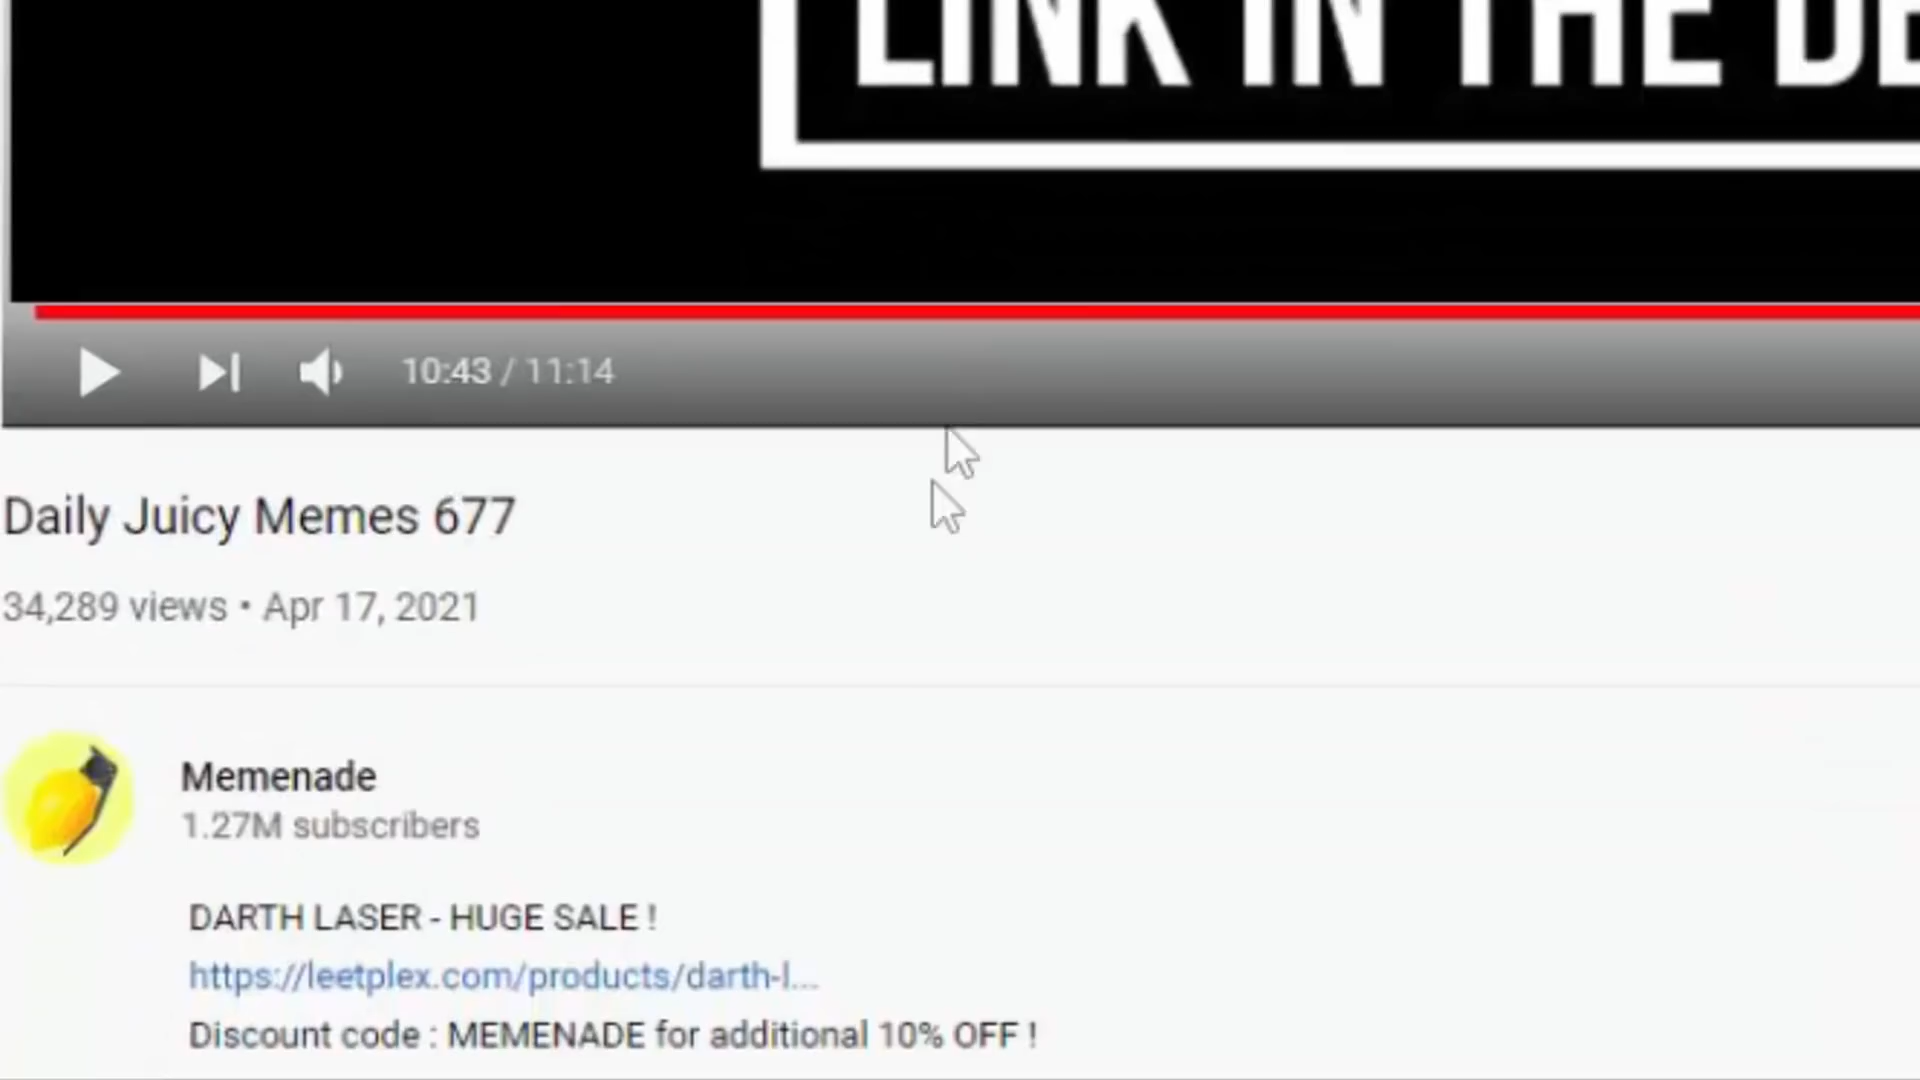 LINK IN THE DE
10:43 / 11:14
Daily Juicy Memes 677
34,289 views • Apr 17, 2021
Memenade
1.27M subscribers
DARTH LASER - HUGE SALE !
https://leetplex.com/products/darth-l...
Discount code : MEMENADE for additional 10% OFF !